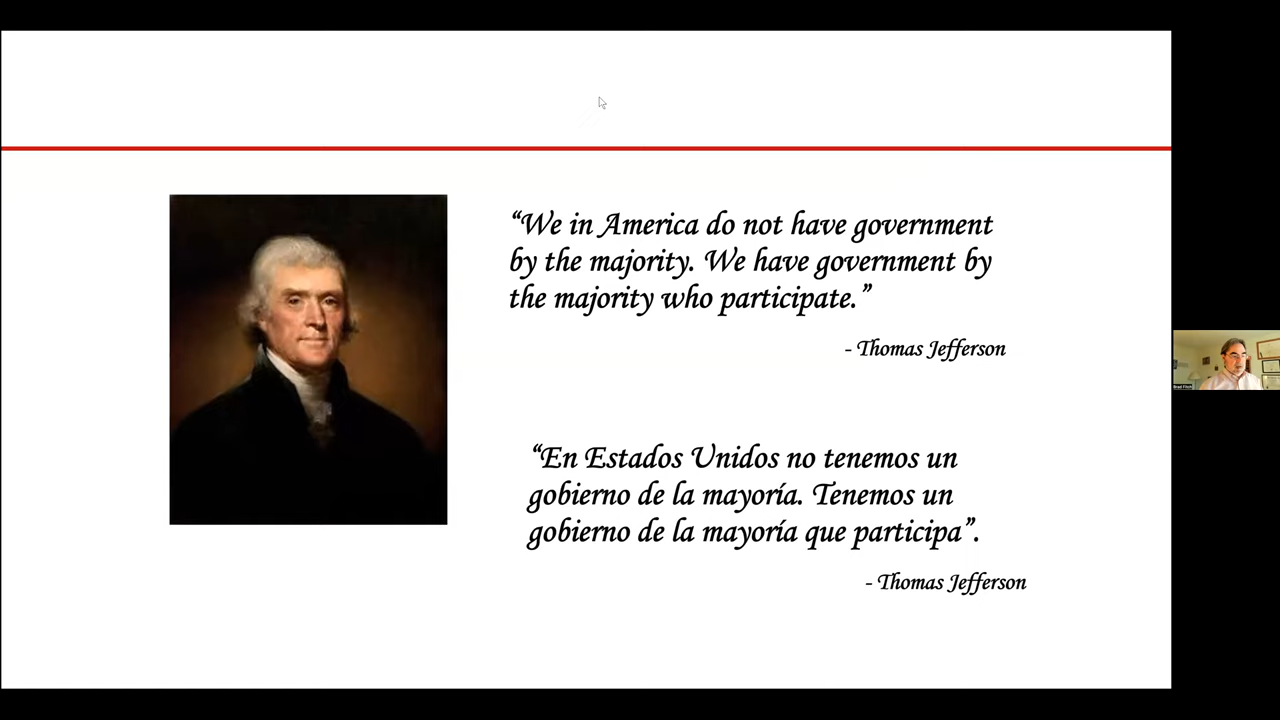 “We in America do not have government
by the majority. We have government by
the majority who participate.”
- Thomas Jefferson
“En Estados Unidos no tenemos un
gobierno de la mayoría. Tenemos un
gobierno de la mayoría que participa”.
- Thomas Jefferson
Brad Fitch